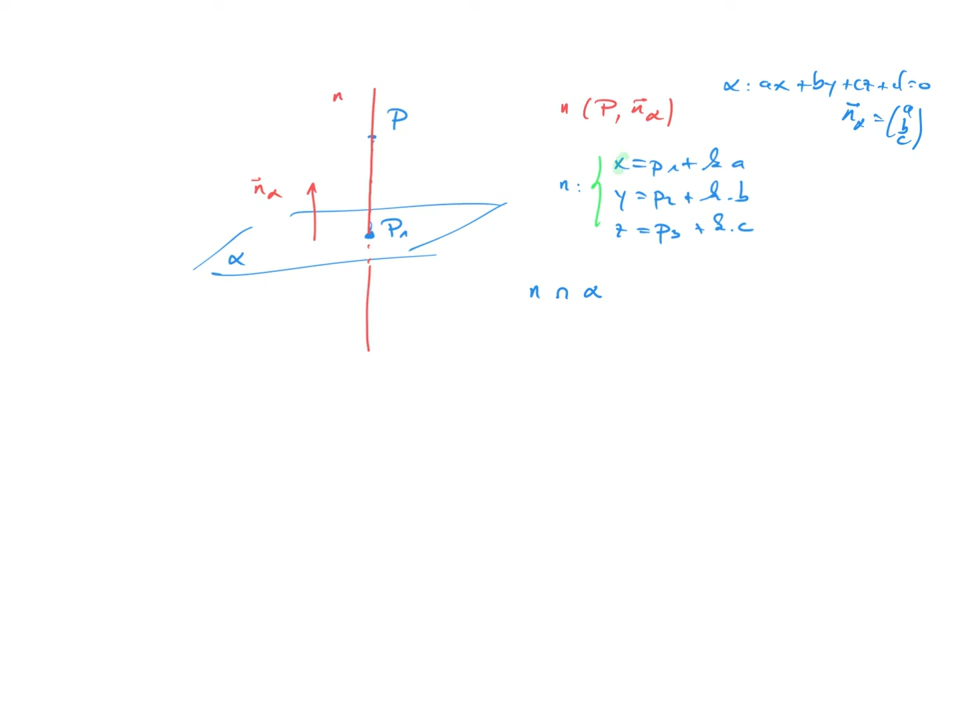 α: ax + by + cz + d = 0
n⃗α = (a b c)
n
P
n (P, n⃗α)
n⃗α
n: { x = p1 + k a
y = p2 + k . b
z = p3 + k . c
P1
α
n ∩ α